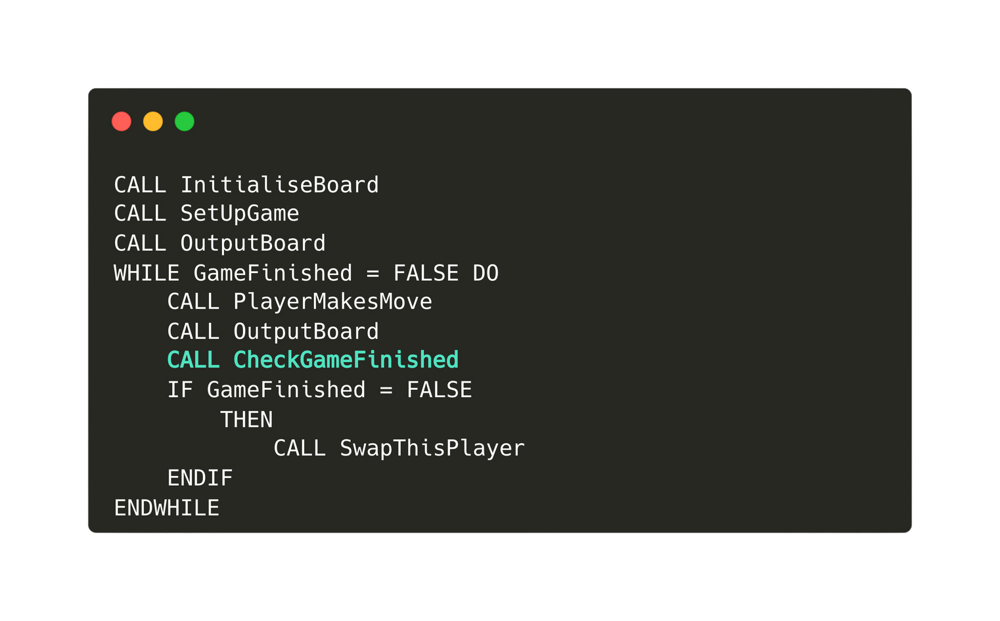 CALL InitialiseBoard
CALL SetUpGame
CALL OutputBoard
WHILE GameFinished = FALSE DO
    CALL PlayerMakesMove
    CALL OutputBoard
    CALL CheckGameFinished
    IF GameFinished = FALSE
        THEN
            CALL SwapThisPlayer
    ENDIF
ENDWHILE